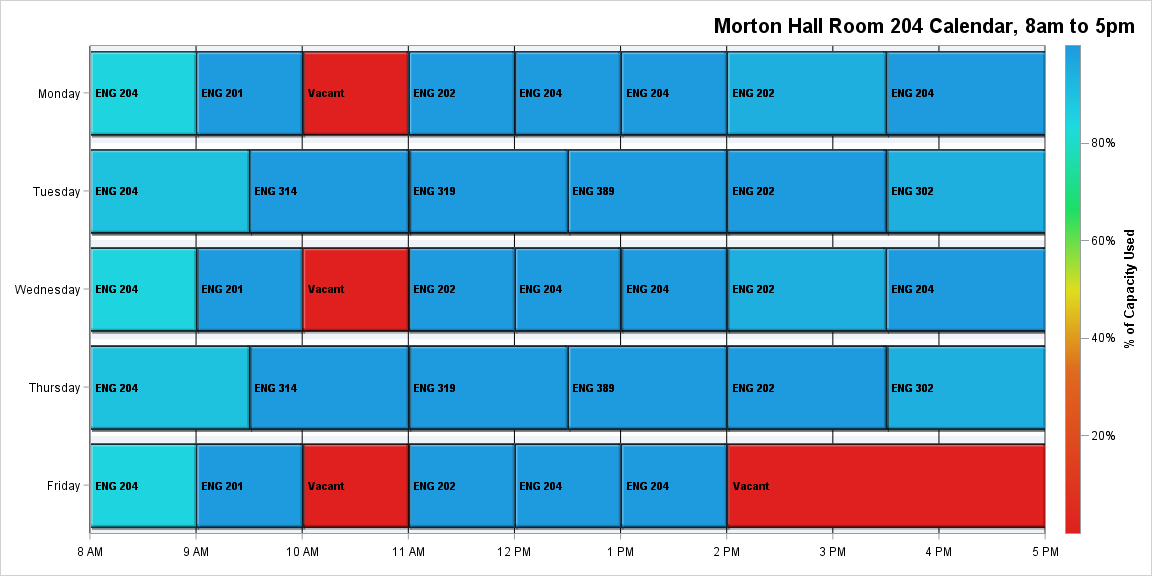 Morton Hall Room 204 Calendar, 8am to 5pm
Monday
ENG 204
ENG 201
Vacant
ENG 202
ENG 204
ENG 204
ENG 202
ENG 204
Tuesday
ENG 204
ENG 314
ENG 319
ENG 389
ENG 202
ENG 302
Wednesday
ENG 204
ENG 201
Vacant
ENG 202
ENG 204
ENG 204
ENG 202
ENG 204
Thursday
ENG 204
ENG 314
ENG 319
ENG 389
ENG 202
ENG 302
Friday
ENG 204
ENG 201
Vacant
ENG 202
ENG 204
ENG 204
Vacant
8 AM
9 AM
10 AM
11 AM
12 PM
1 PM
2 PM
3 PM
4 PM
5 PM
80%
60%
40%
20%
% of Capacity Used